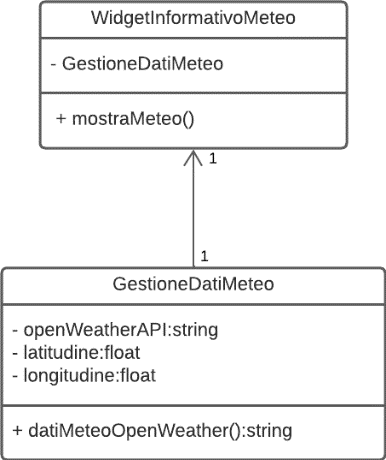 WidgetInformativoMeteo
- GestioneDatiMeteo
+ mostraMeteo()
1
1
GestioneDatiMeteo
- openWeatherAPI:string
- latitudine:float
- longitudine:float
+ datiMeteoOpenWeather():string